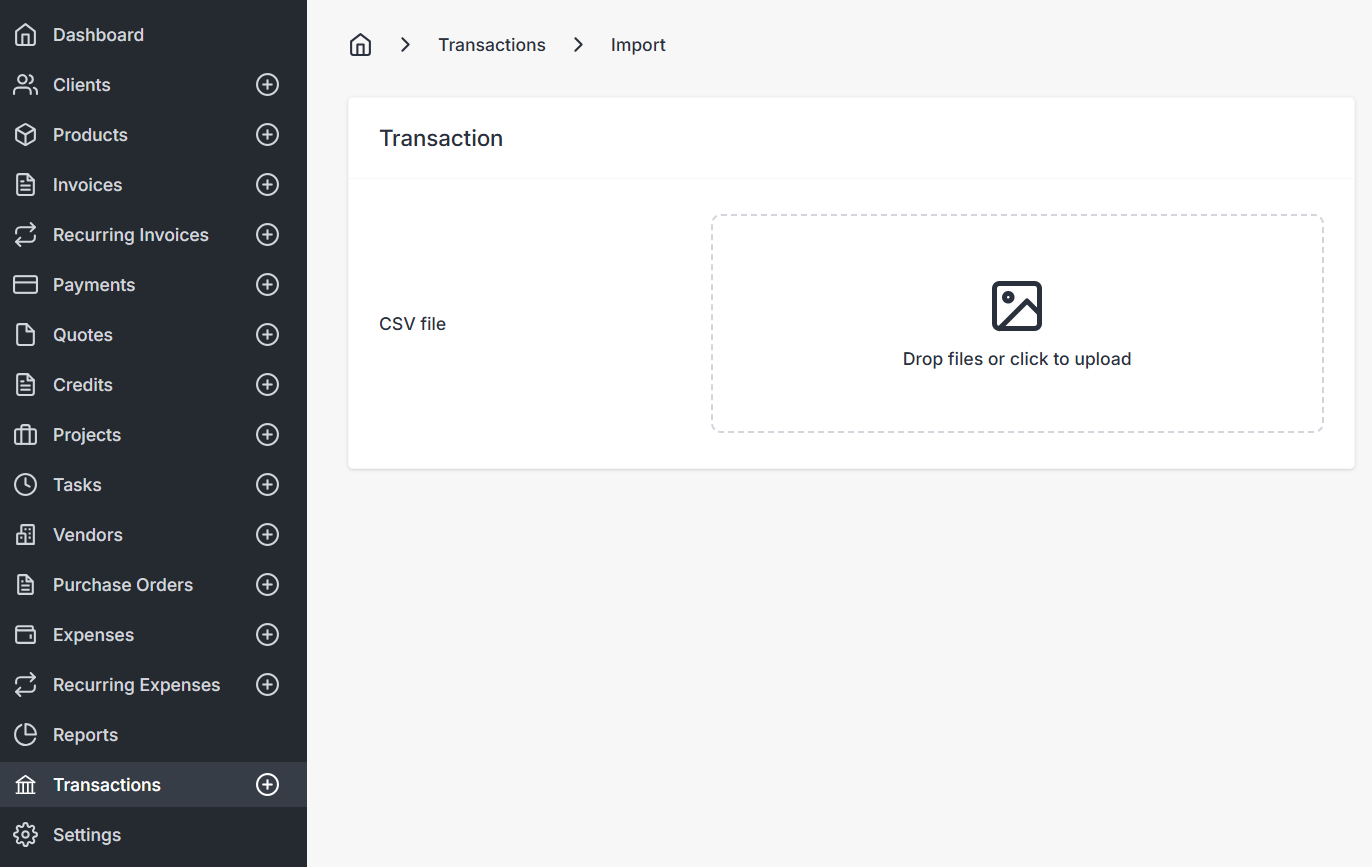 Dashboard
Clients
Products
Invoices
Recurring Invoices
Payments
Quotes
Credits
Projects
Tasks
Vendors
Purchase Orders
Expenses
Recurring Expenses
Reports
Transactions
Settings
Transactions Import
Transaction
CSV file
Drop files or click to upload